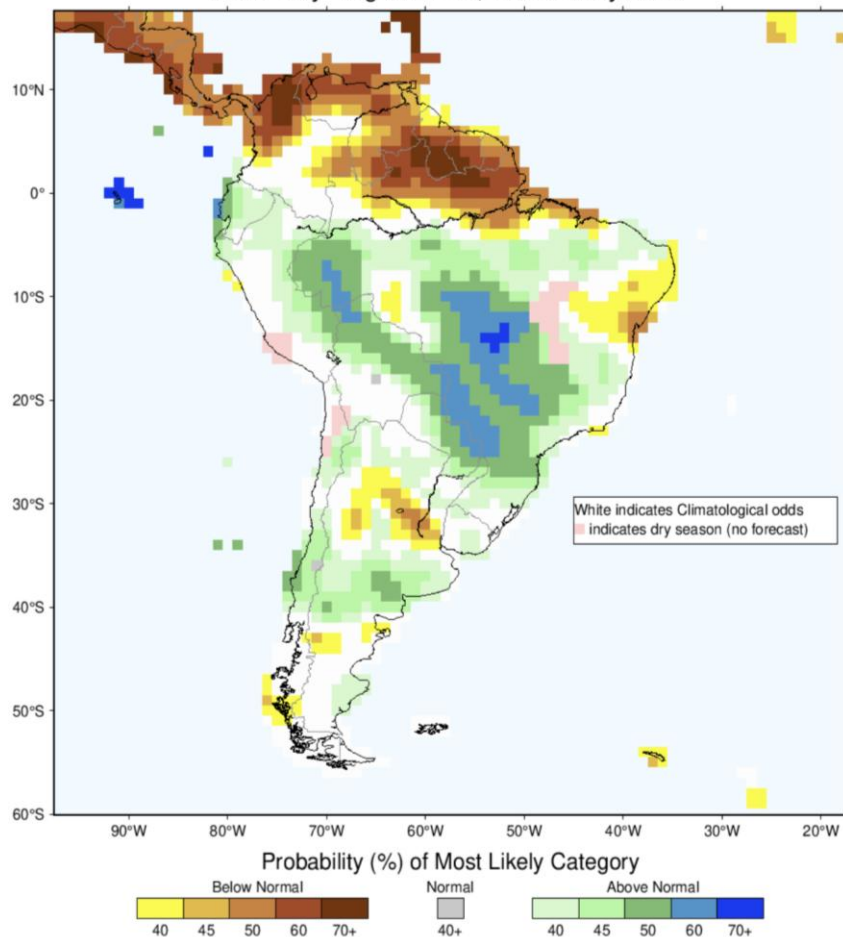 10°N
0°
10°S
20°S
30°S
40°S
50°S
60°S
White indicates Climatological odds
indicates dry season (no forecast)
90°W 80°W 70°W 60°W 50°W 40°W 30°W 20°W
Probability (%) of Most Likely Category
Below Normal Normal Above Normal
40 45 50 60 70+ 40+ 40 45 50 60 70+